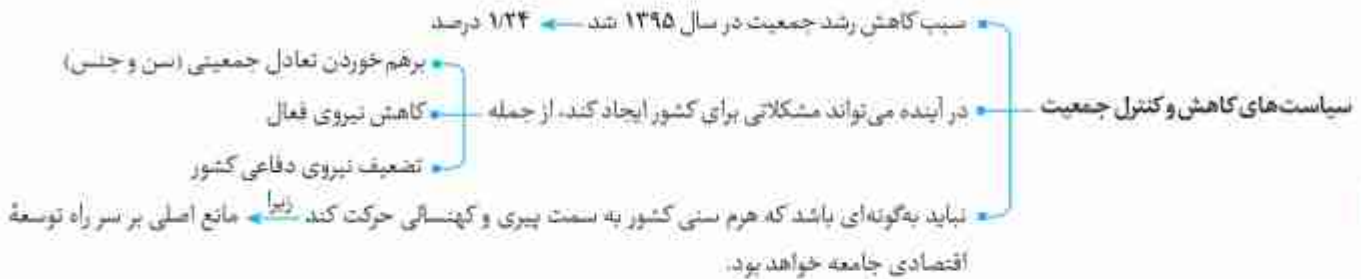 سیاست‌های کاهش و کنترل جمعیت
سبب کاهش رشد جمعیت در سال ۱۳۹۵ شد ← ۱/۲۴ درصد
در آینده می‌تواند مشکلاتی برای کشور ایجاد کند، از جمله
برهم خوردن تعادل جمعیتی (سن و جنس)
کاهش نیروی فعال
تضعیف نیروی دفاعی کشور
نباید به‌گونه‌ای باشد که هرم سنی کشور به سمت پیری و کهنسالی حرکت کند زیرا ← مانع اصلی بر سر راه توسعهٔ
اقتصادی جامعه خواهد بود.